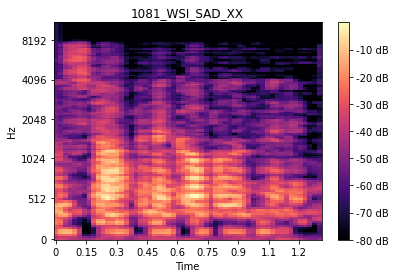 1081_WSI_SAD_XX
8192
4096
2048
1024
512
0
Hz
0 0.15 0.3 0.45 0.6 0.75 0.9 1.1 1.2
Time
-10 dB
-20 dB
-30 dB
-40 dB
-50 dB
-60 dB
-70 dB
-80 dB